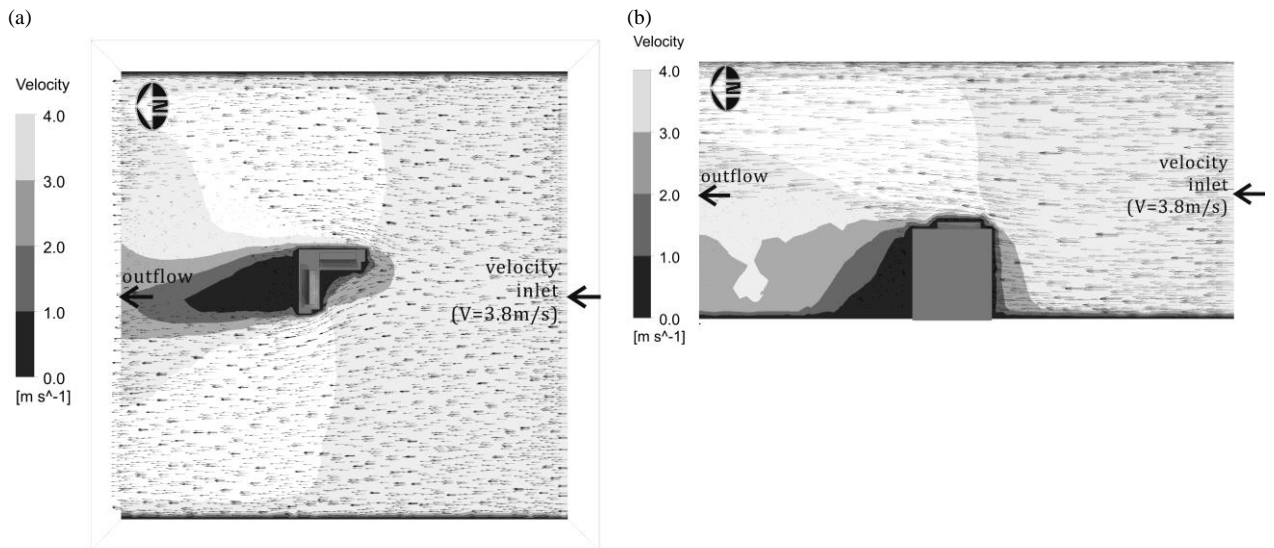 (a)
Velocity
4.0
3.0
2.0
1.0
0.0
[m s^-1]
N
outflow
velocity
inlet
(V=3.8m/s)
(b)
Velocity
4.0
3.0
2.0
1.0
0.0
[m s^-1]
N
outflow
velocity
inlet
(V=3.8m/s)